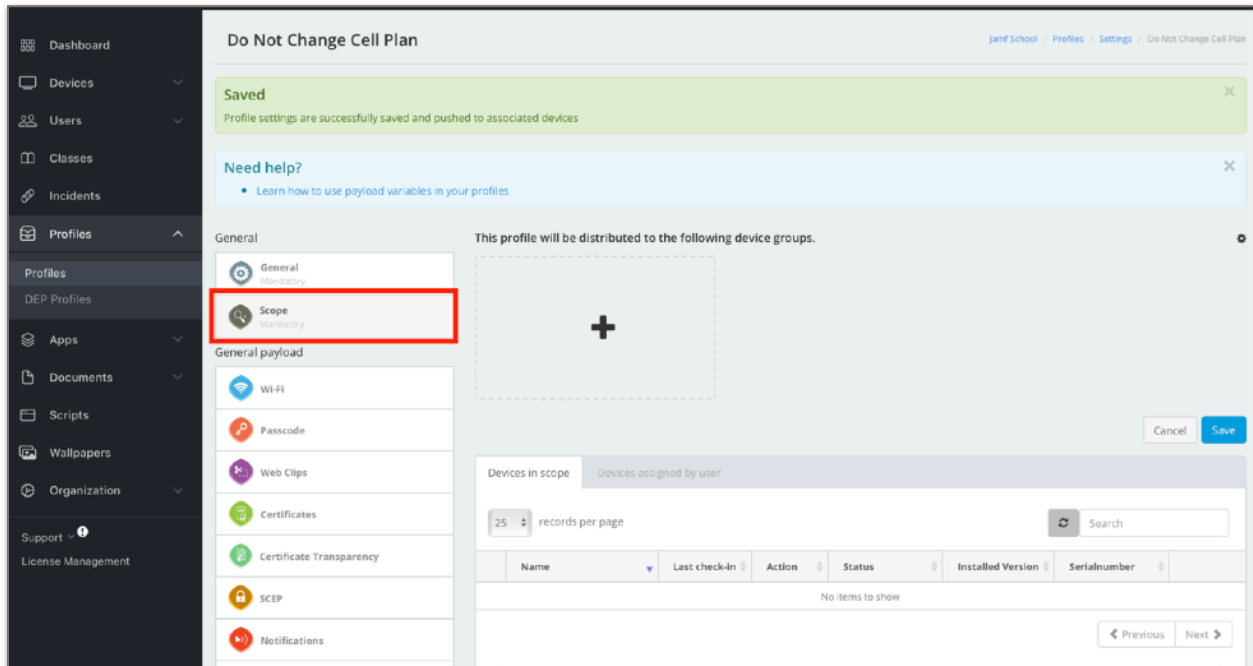 Dashboard
Devices
Users
Classes
Incidents
Profiles
Profiles
DEP Profiles
Apps
Documents
Scripts
Wallpapers
Organization
Support
License Management
Do Not Change Cell Plan
Jamf School / Profiles / Settings / Do Not Change Cell Plan
Saved
Profile settings are successfully saved and pushed to associated devices
Need help?
• Learn how to use payload variables in your profiles
General
General
Mandatory
Scope
Mandatory
General payload
Wi-Fi
Passcode
Web Clips
Certificates
Certificate Transparency
SCEP
Notifications
This profile will be distributed to the following device groups.
Cancel Save
Devices in scope Devices assigned by user
25 records per page Search
Name Last check-in Action Status Installed Version Serialnumber
No items to show
Previous Next